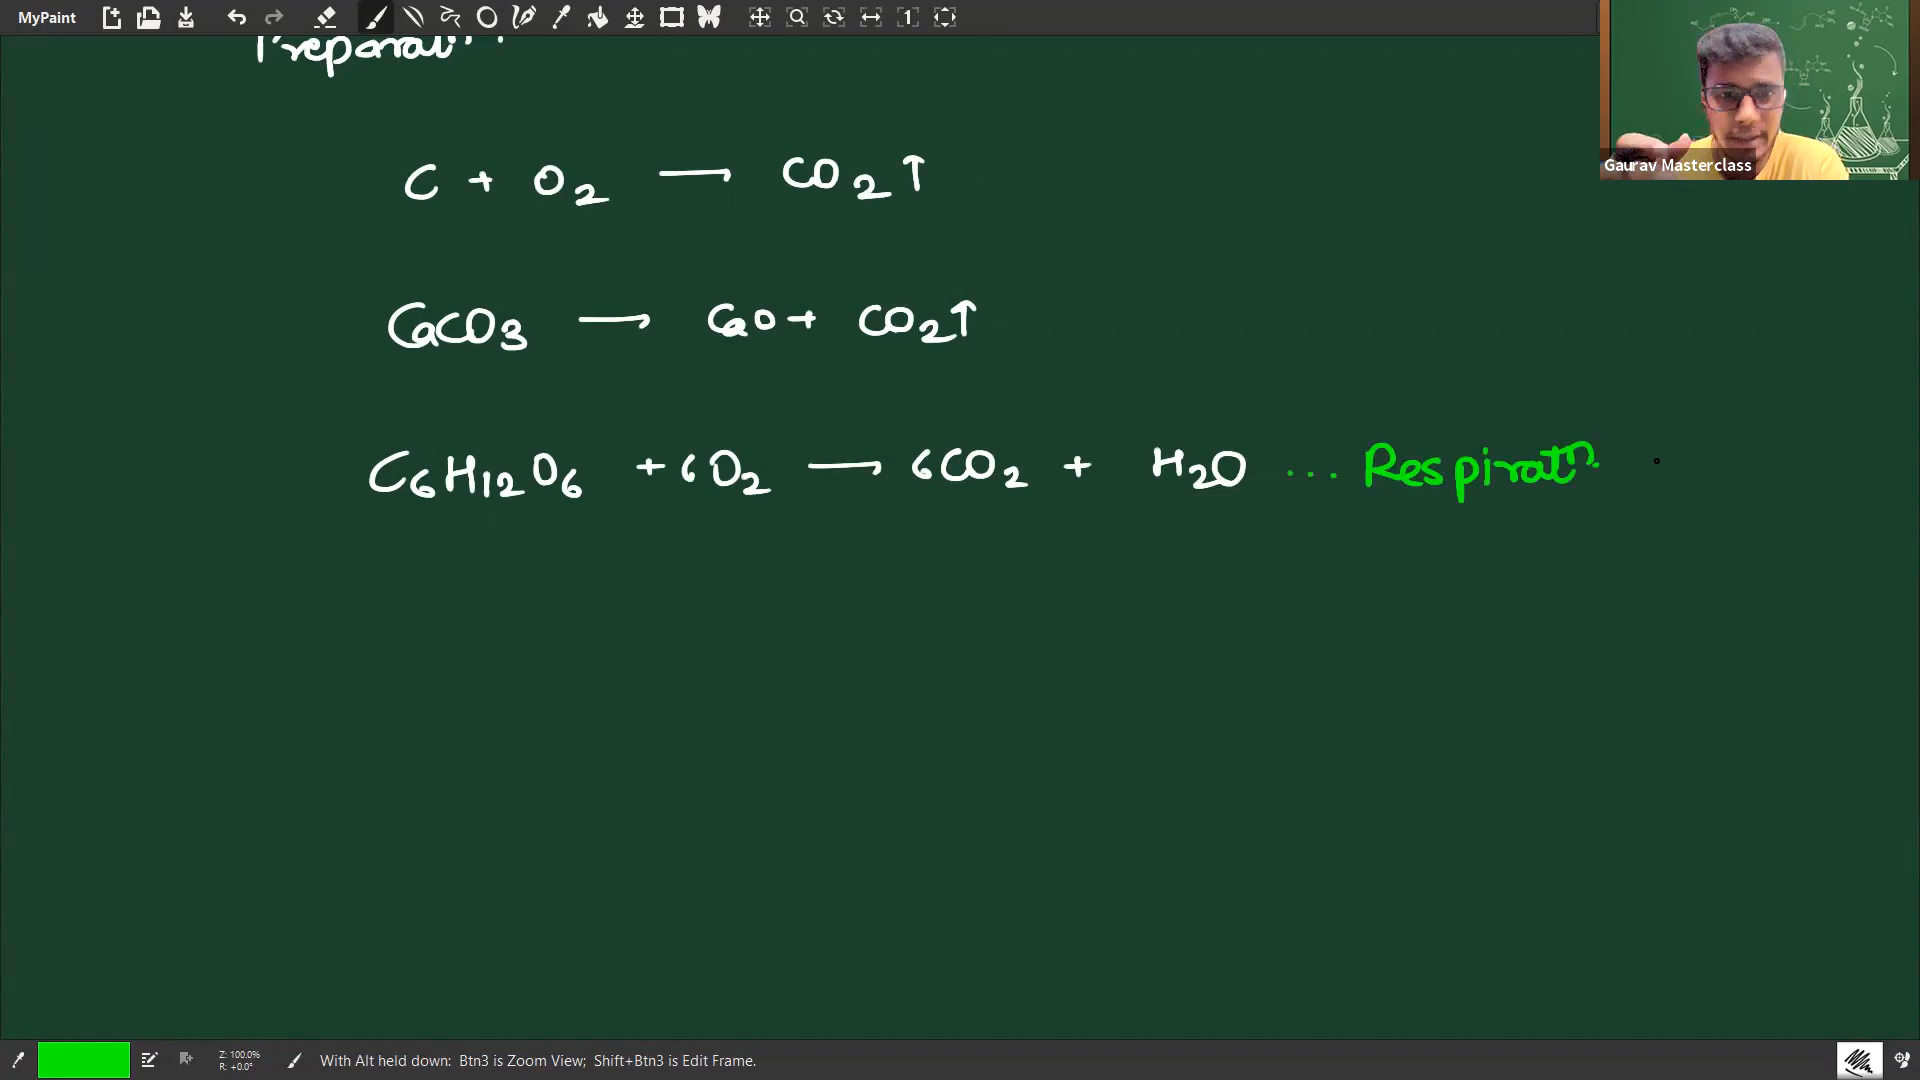 MyPaint
Preparatn.
Gaurav Masterclass
C + O2 → CO2↑
CaCO3 → CaO + CO2↑
C6H12O6 + 6O2 → 6CO2 + H2O ... Respiratn.
Z: 100.0%
R: +0.0°
With Alt held down: Btn3 is Zoom View; Shift+Btn3 is Edit Frame.